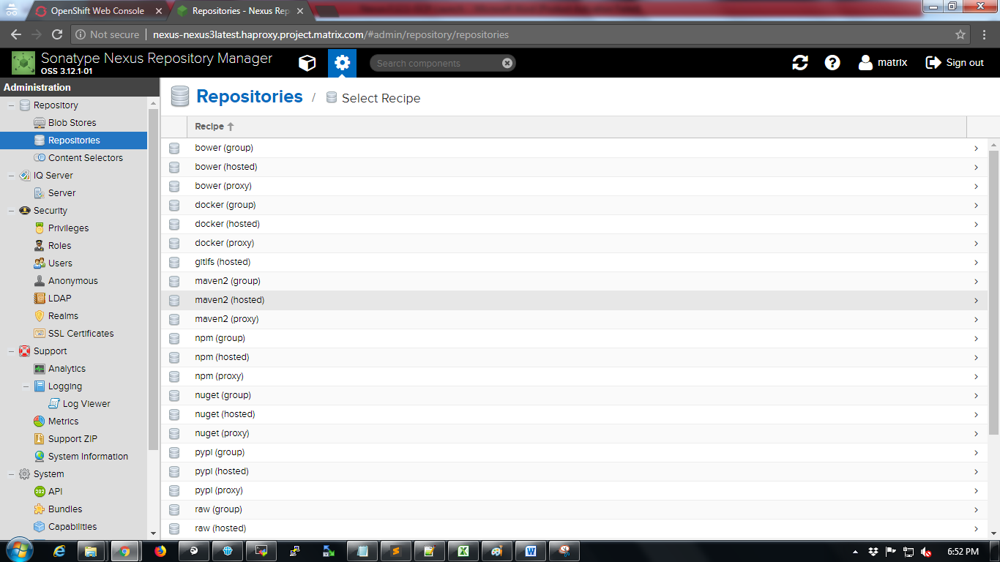 OpenShift Web Console
Repositories - Nexus Rep
Not secure
nexus-nexus3latest.haproxy.project.matrix.com/#admin/repository/repositories
Sonatype Nexus Repository Manager
OSS 3.12.1-01
Search components
matrix
Sign out
Administration
Repository
Blob Stores
Repositories
Content Selectors
IQ Server
Server
Security
Privileges
Roles
Users
Anonymous
LDAP
Realms
SSL Certificates
Support
Analytics
Logging
Log Viewer
Metrics
Support ZIP
System Information
System
API
Bundles
Capabilities
Repositories / Select Recipe
Recipe
bower (group)
bower (hosted)
bower (proxy)
docker (group)
docker (hosted)
docker (proxy)
gitlfs (hosted)
maven2 (group)
maven2 (hosted)
maven2 (proxy)
npm (group)
npm (hosted)
npm (proxy)
nuget (group)
nuget (hosted)
nuget (proxy)
pypi (group)
pypi (hosted)
pypi (proxy)
raw (group)
raw (hosted)
6:52 PM